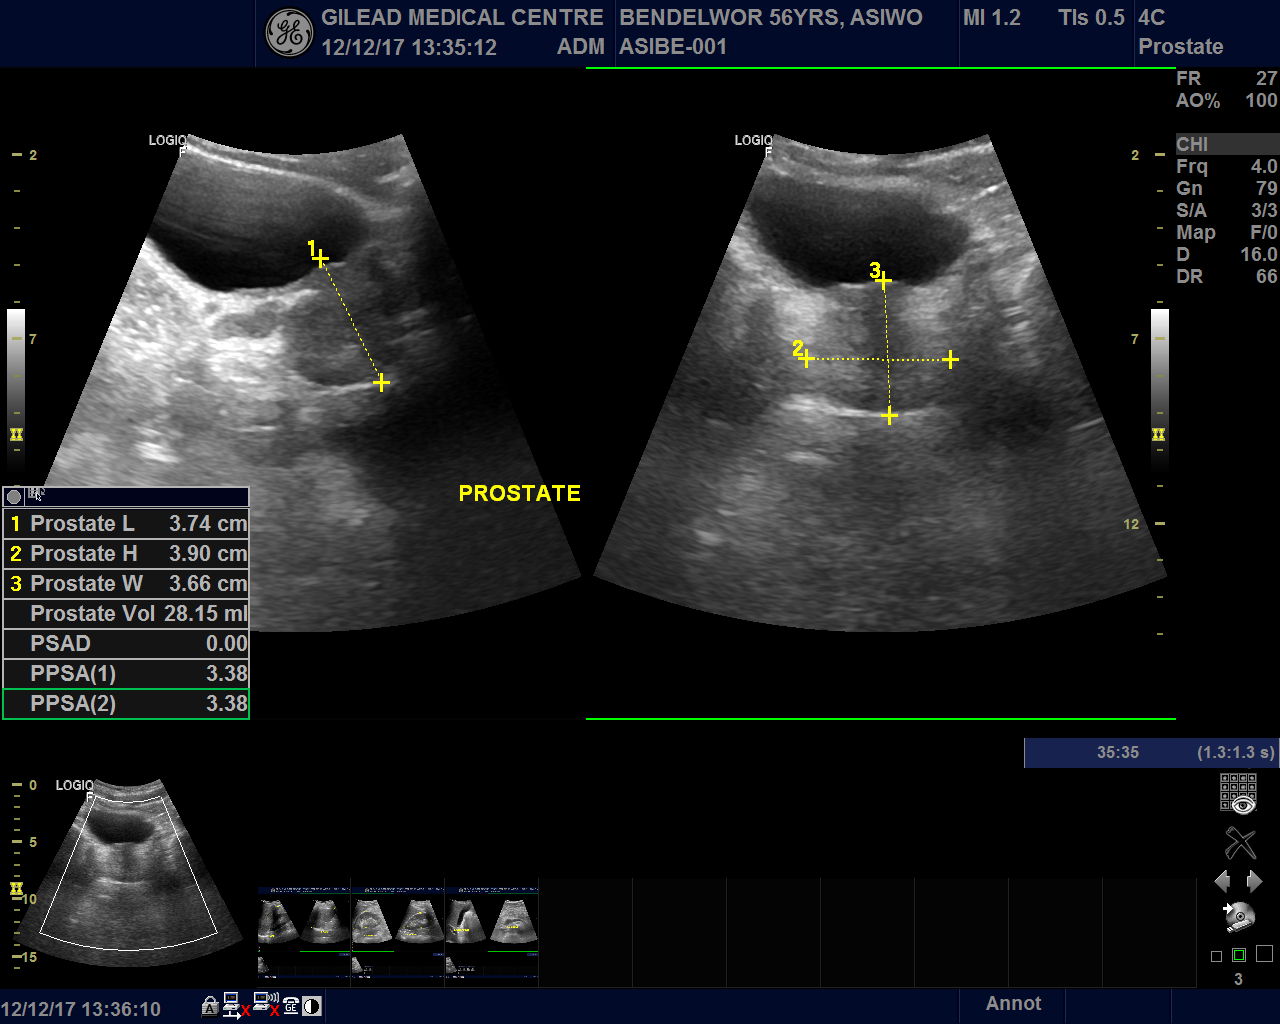 GILEAD MEDICAL CENTRE
12/12/17 13:35:12 ADM
BENDELWOR 56YRS, ASIWO
ASIBE-001
MI 1.2 TIs 0.5
4C
Prostate
FR 27
AO% 100
CHI
Frq 4.0
Gn 79
S/A 3/3
Map F/0
D 16.0
DR 66
LOGIQ
F
2
7
1
LOGIQ
F
2
7
12
3
2
PROSTATE
1 Prostate L 3.74 cm
2 Prostate H 3.90 cm
3 Prostate W 3.66 cm
Prostate Vol 28.15 ml
PSAD 0.00
PPSA(1) 3.38
PPSA(2) 3.38
35:35 (1.3:1.3 s)
LOGIQ
F
0
5
10
15
3
12/12/17 13:36:10
A
X
X
GE
Annot